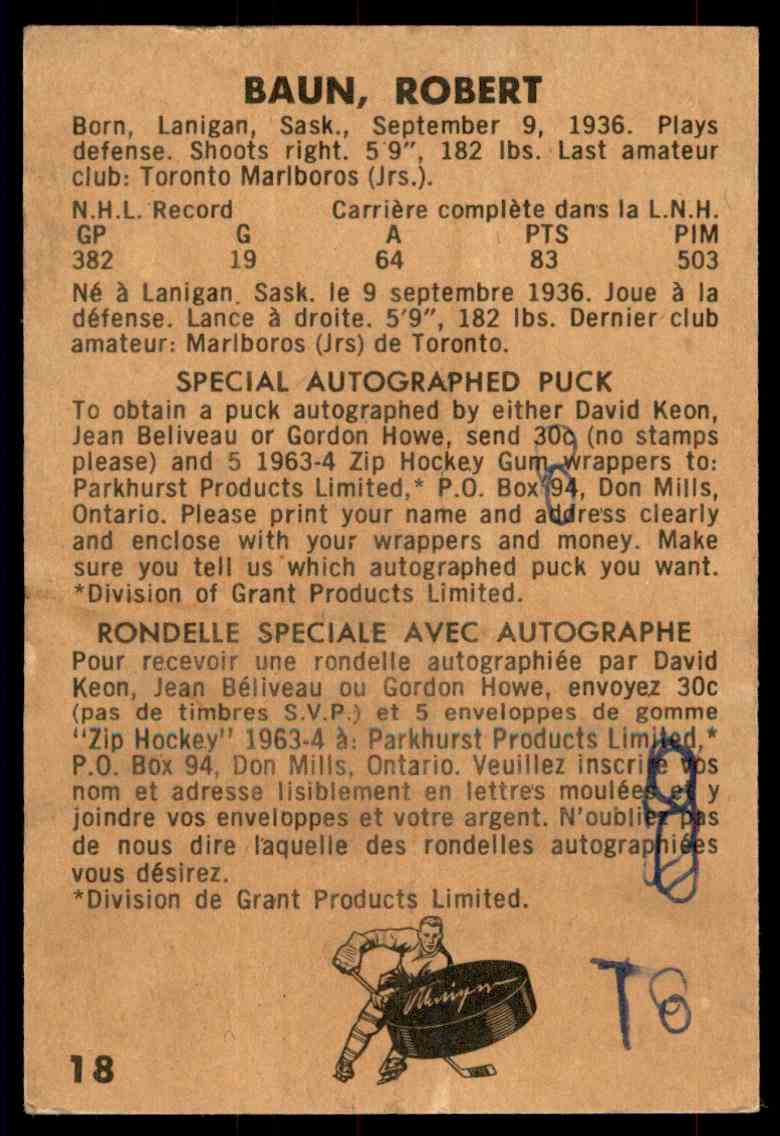 BAUN, ROBERT
Born, Lanigan, Sask., September 9, 1936. Plays
defense. Shoots right. 5'9", 182 lbs. Last amateur
club: Toronto Marlboros (Jrs.).
N.H.L. Record Carrière complète dans la L.N.H.
GP G A PTS PIM
382 19 64 83 503
Né à Lanigan, Sask. le 9 septembre 1936. Joue à la
défense. Lance à droite. 5'9", 182 lbs. Dernier club
amateur: Marlboros (Jrs) de Toronto.
SPECIAL AUTOGRAPHED PUCK
To obtain a puck autographed by either David Keon,
Jean Beliveau or Gordon Howe, send 30c (no stamps
please) and 5 1963-4 Zip Hockey Gum wrappers to:
Parkhurst Products Limited,* P.O. Box 94, Don Mills,
Ontario. Please print your name and address clearly
and enclose with your wrappers and money. Make
sure you tell us which autographed puck you want.
*Division of Grant Products Limited.
RONDELLE SPECIALE AVEC AUTOGRAPHE
Pour recevoir une rondelle autographiée par David
Keon, Jean Béliveau ou Gordon Howe, envoyez 30c
(pas de timbres S.V.P.) et 5 enveloppes de gomme
"Zip Hockey" 1963-4 à: Parkhurst Products Limited,*
P.O. Box 94, Don Mills, Ontario. Veuillez inscrire vos
nom et adresse lisiblement en lettres moulées et y
joindre vos enveloppes et votre argent. N'oubliez pas
de nous dire laquelle des rondelles autographiées
vous désirez.
*Division de Grant Products Limited.
18